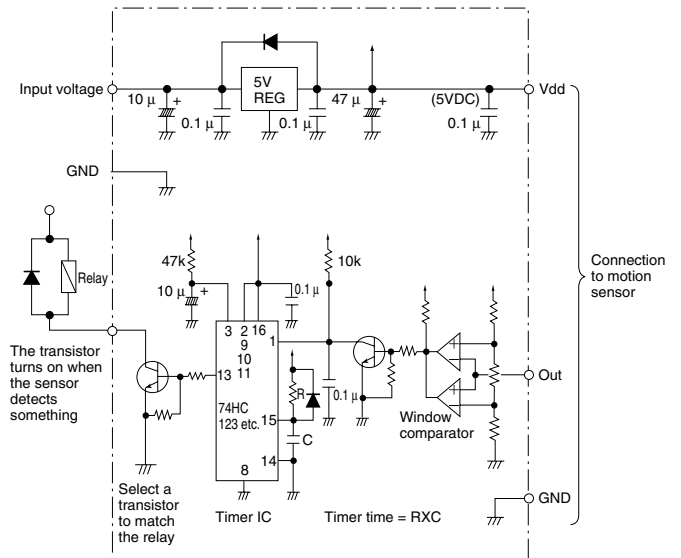 Input voltage
10 μ
+
0.1 μ
5V
REG
0.1 μ
47 μ
+
(5VDC)
0.1 μ
Vdd
GND
Relay
47k
10 μ
+
0.1 μ
10k
Connection
to motion
sensor
The transistor
turns on when
the sensor
detects
something
3 2 16
9
10
11
13
1
74HC
123 etc.
15
14
8
R
C
0.1 μ
+
−
+
−
Window
comparator
Out
GND
Select a
transistor
to match
the relay
Timer IC
Timer time = RXC